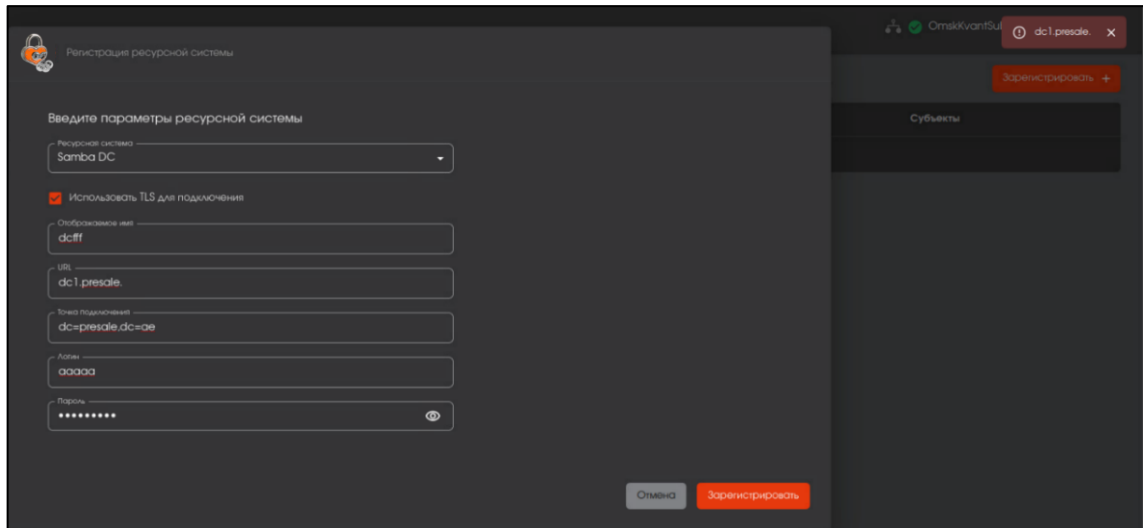 OmskKvantSu
dc1.presale.
Регистрация ресурсной системы
Зарегистрировать +
Введите параметры ресурсной системы
Субъекты
Ресурсная система
Samba DC
Использовать TLS для подключения
Отображаемое имя
dcfff
URL
dc1.presale.
Точка подключения
dc=presale,dc=ae
Логин
aaaaa
Пароль
•••••••••
Отмена
Зарегистрировать